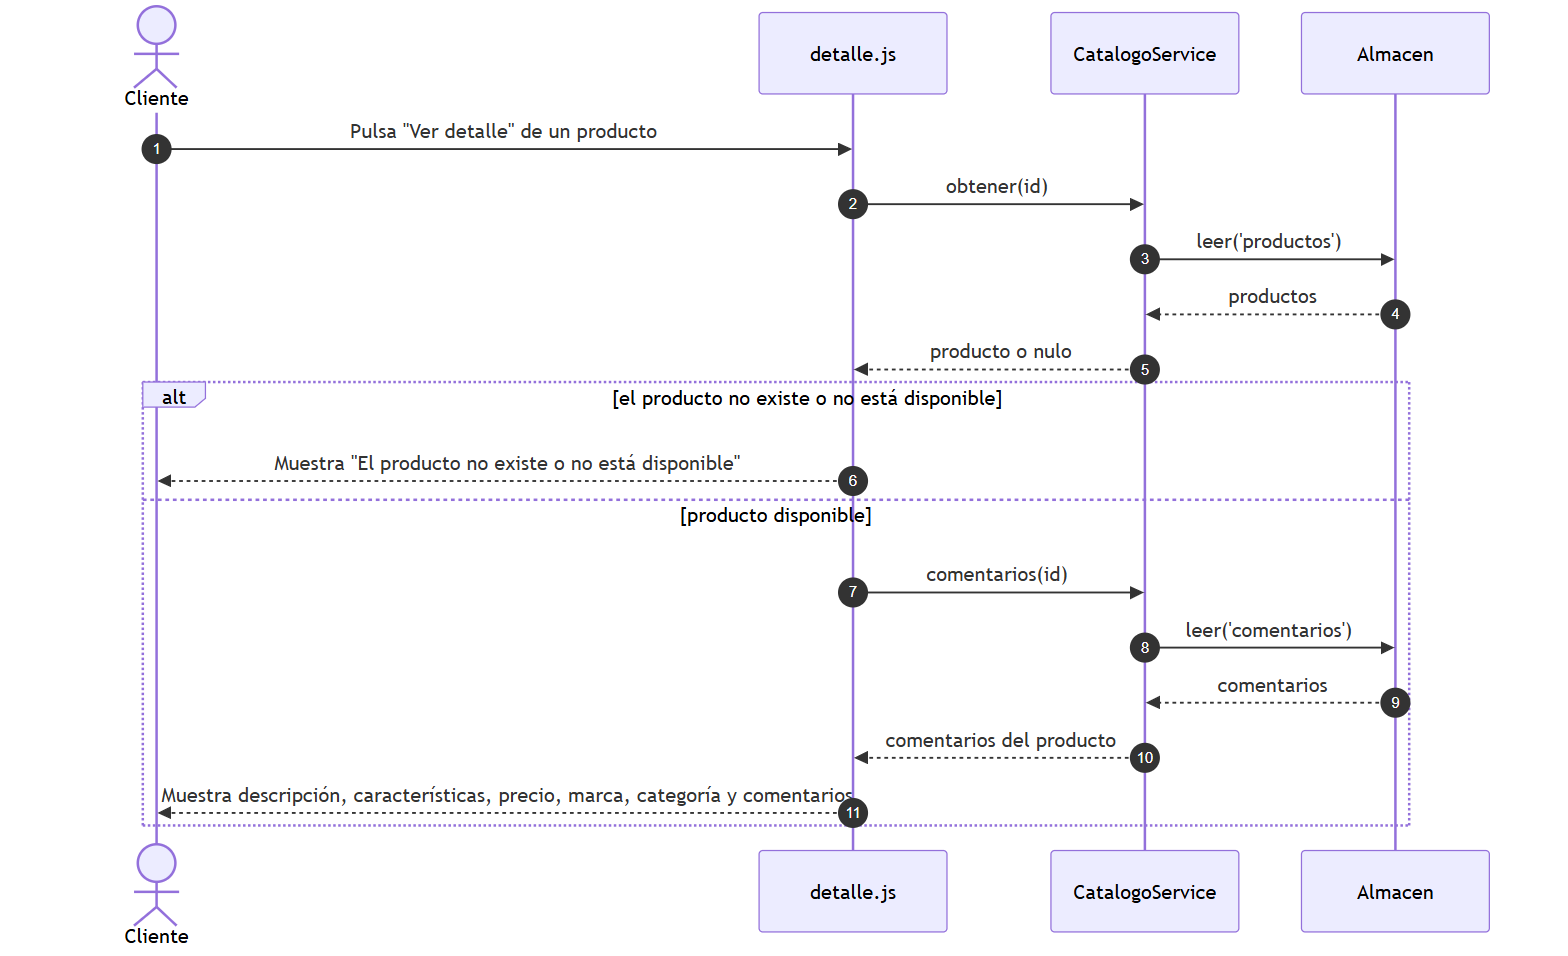 Cliente
detalle.js
CatalogoService
Almacen
Pulsa "Ver detalle" de un producto
1
obtener(id)
2
leer('productos')
3
productos
4
producto o nulo
5
alt
[el producto no existe o no está disponible]
Muestra "El producto no existe o no está disponible"
6
[producto disponible]
comentarios(id)
7
leer('comentarios')
8
comentarios
9
comentarios del producto
10
Muestra descripción, características, precio, marca, categoría y comentarios
11
Cliente
detalle.js
CatalogoService
Almacen